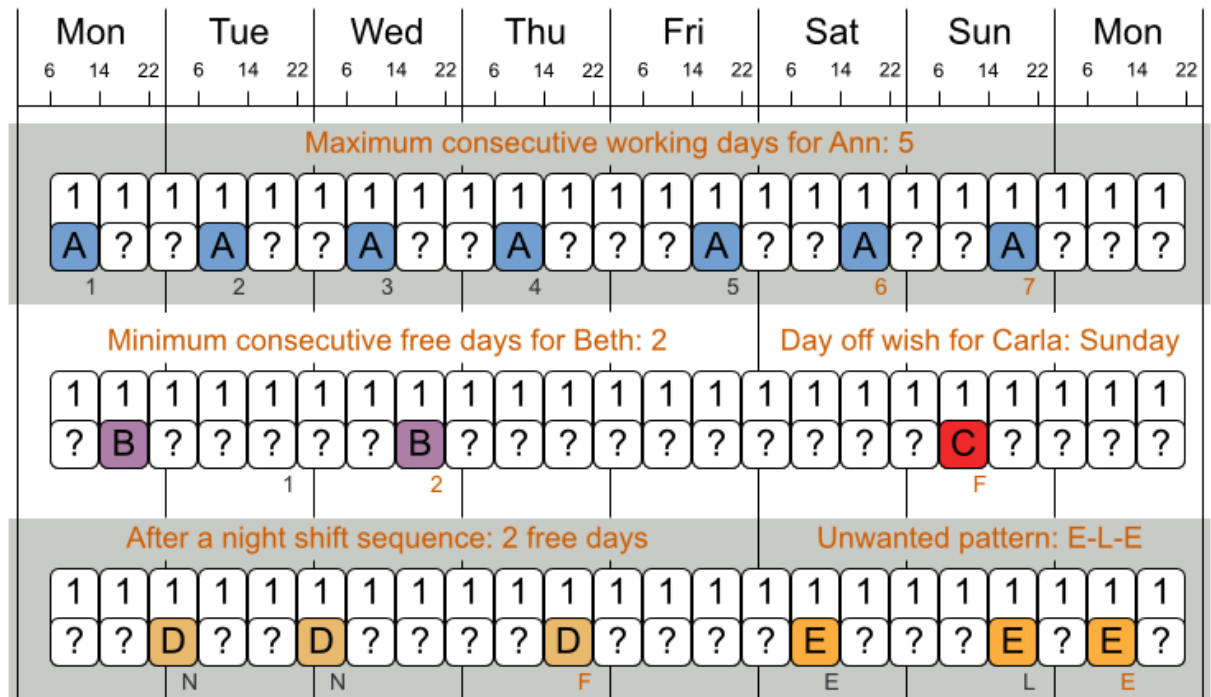 Mon Tue Wed Thu Fri Sat Sun Mon
6 14 22 6 14 22 6 14 22 6 14 22 6 14 22 6 14 22 6 14 22 6 14 22
Maximum consecutive working days for Ann: 5
1 1 1 1 1 1 1 1 1 1 1 1 1 1 1 1 1 1 1 1 1 1 1
A ? ? A ? ? A ? ? A ? ? ? A ? ? A ? ? A ? ? ?
1 2 3 4 5 6 7
Minimum consecutive free days for Beth: 2 Day off wish for Carla: Sunday
1 1 1 1 1 1 1 1 1 1 1 1 1 1 1 1 1 1 1 1 1 1 1
? B ? ? ? ? ? B ? ? ? ? ? ? ? ? ? ? C ? ? ? ?
1 2 F
After a night shift sequence: 2 free days Unwanted pattern: E-L-E
1 1 1 1 1 1 1 1 1 1 1 1 1 1 1 1 1 1 1 1 1 1 1
? ? D ? ? D ? ? ? ? D ? ? ? ? E ? ? ? E ? E ?
N N F E L E